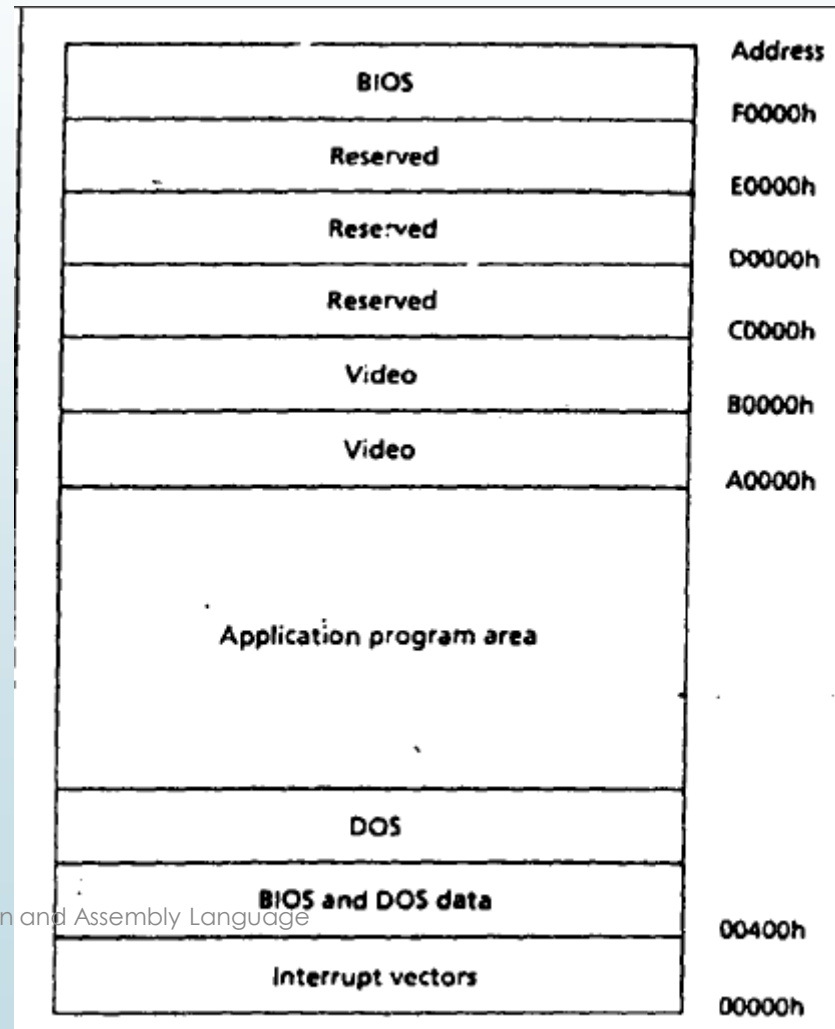 Address
BIOS
F0000h
Reserved
E0000h
Reserved
D0000h
Reserved
C0000h
Video
B0000h
Video
A0000h
Application program area
DOS
BIOS and DOS data
n and Assembly Language
00400h
Interrupt vectors
00000h